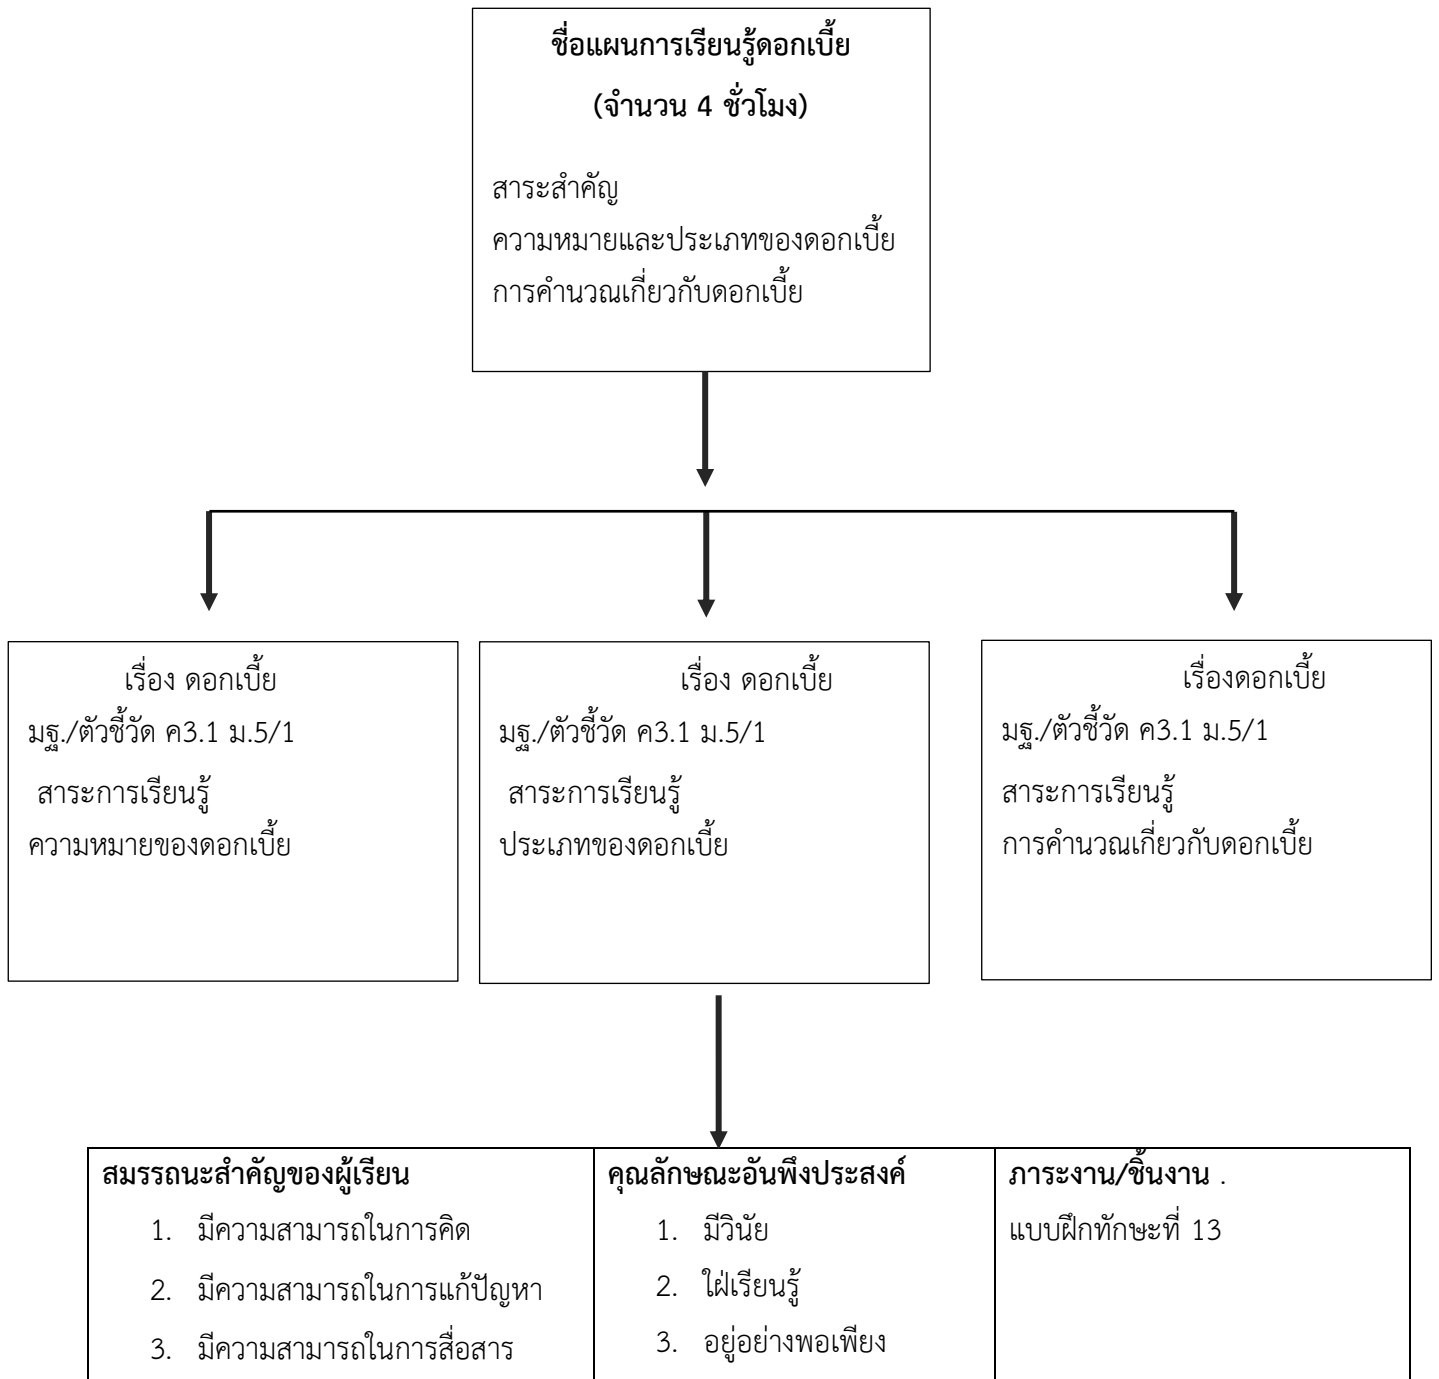 ชื่อแผนการเรียนรู้ดอกเบี้ย
(จำนวน 4 ชั่วโมง)
สาระสำคัญ
ความหมายและประเภทของดอกเบี้ย
การคำนวณเกี่ยวกับดอกเบี้ย
เรื่อง ดอกเบี้ย
มฐ./ตัวชี้วัด ค3.1 ม.5/1
สาระการเรียนรู้
ความหมายของดอกเบี้ย
เรื่อง ดอกเบี้ย
มฐ./ตัวชี้วัด ค3.1 ม.5/1
สาระการเรียนรู้
ประเภทของดอกเบี้ย
เรื่องดอกเบี้ย
มฐ./ตัวชี้วัด ค3.1 ม.5/1
สาระการเรียนรู้
การคำนวณเกี่ยวกับดอกเบี้ย
สมรรถนะสำคัญของผู้เรียน
1. มีความสามารถในการคิด
2. มีความสามารถในการแก้ปัญหา
3. มีความสามารถในการสื่อสาร
คุณลักษณะอันพึงประสงค์
1. มีวินัย
2. ใฝ่เรียนรู้
3. อยู่อย่างพอเพียง
ภาระงาน/ชิ้นงาน .
แบบฝึกทักษะที่ 13